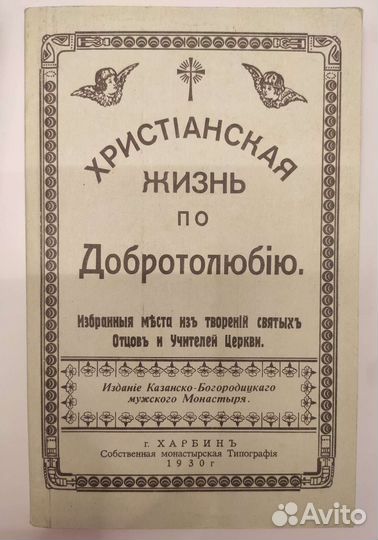 ХРИСТІАНСКАЯ
ЖИЗНЬ
ПО
Добротолюбію.
Избранныя мѣста изъ твореній святыхъ
Отцовъ и Учителей Церкви.
Изданіе Казанско-Богородицкаго
мужского Монастыря.
г. ХАРБИНЪ
Собственная монастырская Типографія
1930 г
Avito